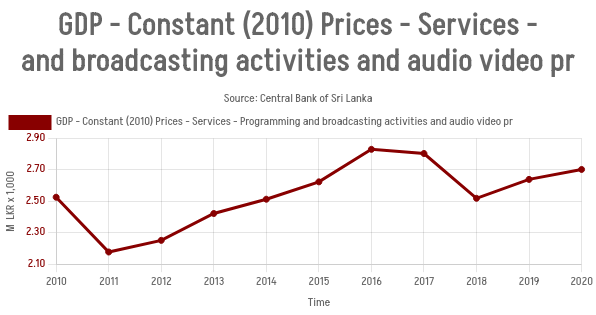 GDP - Constant (2010) Prices - Services -
and broadcasting activities and audio video pr
Source: Central Bank of Sri Lanka
GDP - Constant (2010) Prices - Services - Programming and broadcasting activities and audio video pr
M LKR x 1,000
2.90
2.70
2.50
2.30
2.10
2010 2011 2012 2013 2014 2015 2016 2017 2018 2019 2020
Time